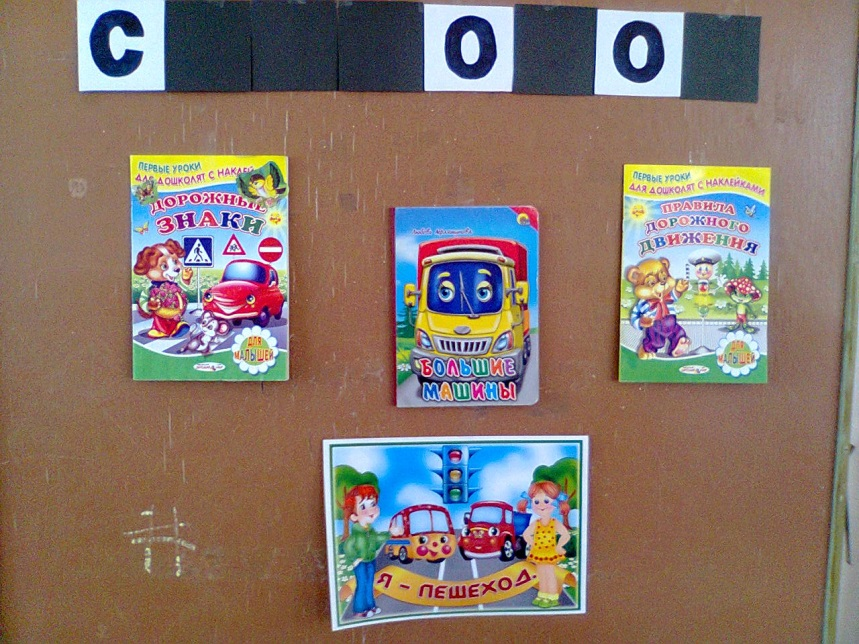 С О О
ПЕРВЫЕ УРОКИ
ДЛЯ ДОШКОЛЯТ С НАКЛЕЙ
ДОРОЖНЫЕ
ЗНАКИ
ДЛЯ
МАЛЫШЕЙ
БОЛЬШИЕ
МАШИНЫ
ПЕРВЫЕ УРОКИ
ДЛЯ ДОШКОЛЯТ С НАКЛЕЙКАМИ
ПРАВИЛА
ДОРОЖНОГО
ДВИЖЕНИЯ
ДЛЯ
МАЛЫШЕЙ
Я - ПЕШЕХОД.